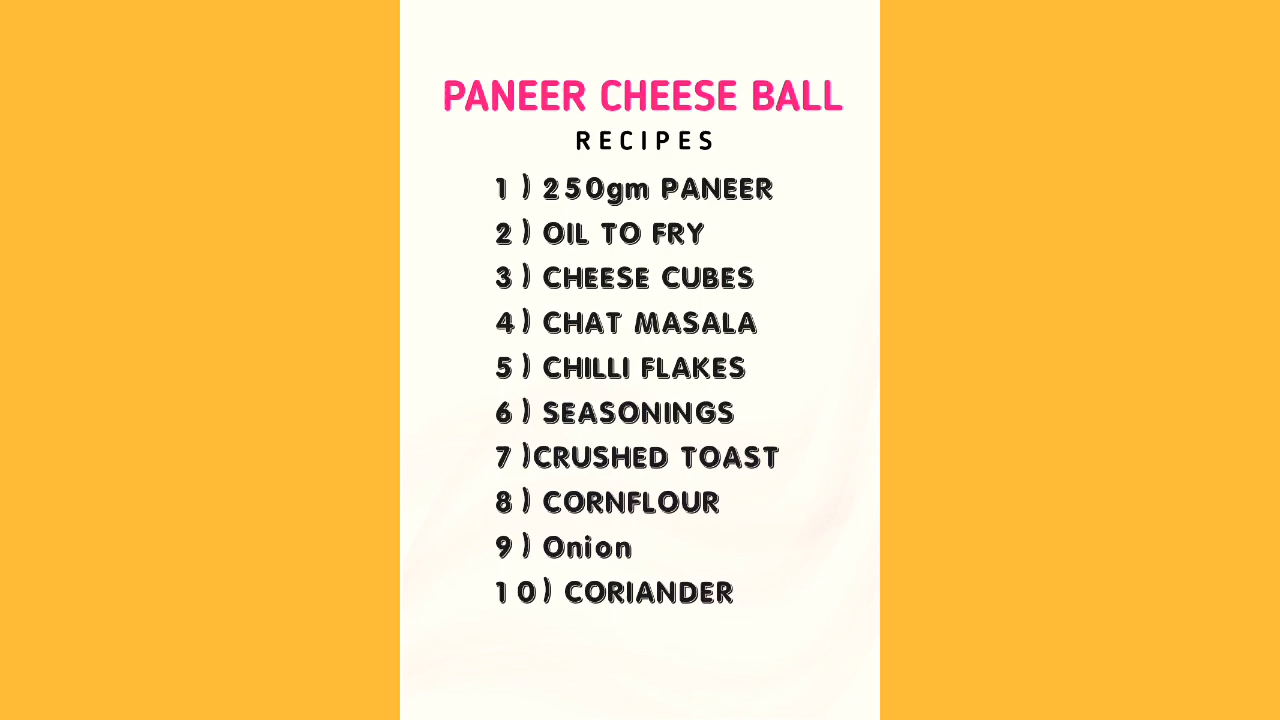 PANEER CHEESE BALL
RECIPES
1) 250gm PANEER
2) OIL TO FRY
3) CHEESE CUBES
4) CHAT MASALA
5) CHILLI FLAKES
6) SEASONINGS
7)CRUSHED TOAST
8) CORNFLOUR
9) Onion
10) CORIANDER